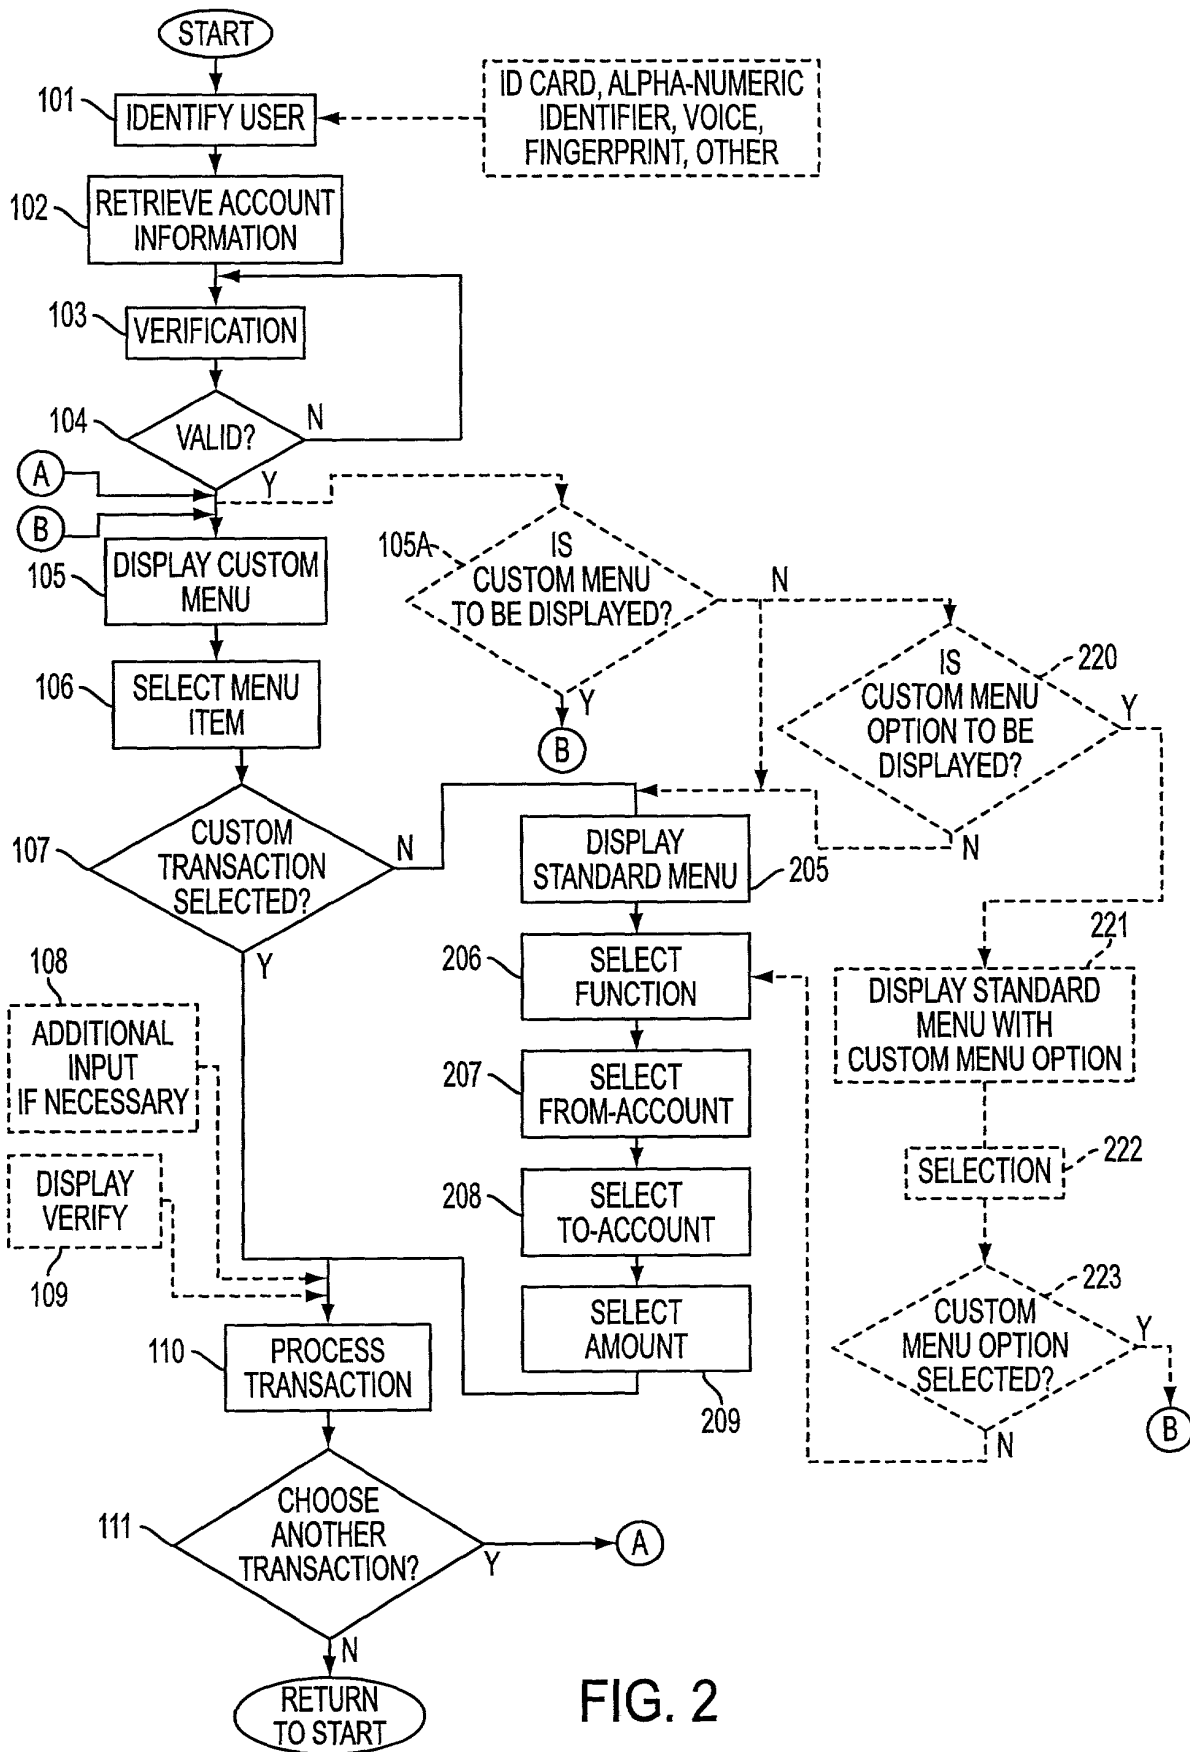 START
101
IDENTIFY USER
ID CARD, ALPHA-NUMERIC
IDENTIFIER, VOICE,
FINGERPRINT, OTHER
102
RETRIEVE ACCOUNT
INFORMATION
103
VERIFICATION
104
VALID?
N
Y
A
B
105
DISPLAY CUSTOM
MENU
105A
IS
CUSTOM MENU
TO BE DISPLAYED?
N
Y
B
220
IS
CUSTOM MENU
OPTION TO BE
DISPLAYED?
Y
N
106
SELECT MENU
ITEM
107
CUSTOM
TRANSACTION
SELECTED?
N
Y
DISPLAY
STANDARD MENU
205
206
SELECT
FUNCTION
207
SELECT
FROM-ACCOUNT
208
SELECT
TO-ACCOUNT
SELECT
AMOUNT
209
221
DISPLAY STANDARD
MENU WITH
CUSTOM MENU OPTION
SELECTION
222
223
CUSTOM
MENU OPTION
SELECTED?
Y
B
N
108
ADDITIONAL
INPUT
IF NECESSARY
DISPLAY
VERIFY
109
110
PROCESS
TRANSACTION
111
CHOOSE
ANOTHER
TRANSACTION?
Y
A
N
RETURN
TO START
FIG. 2